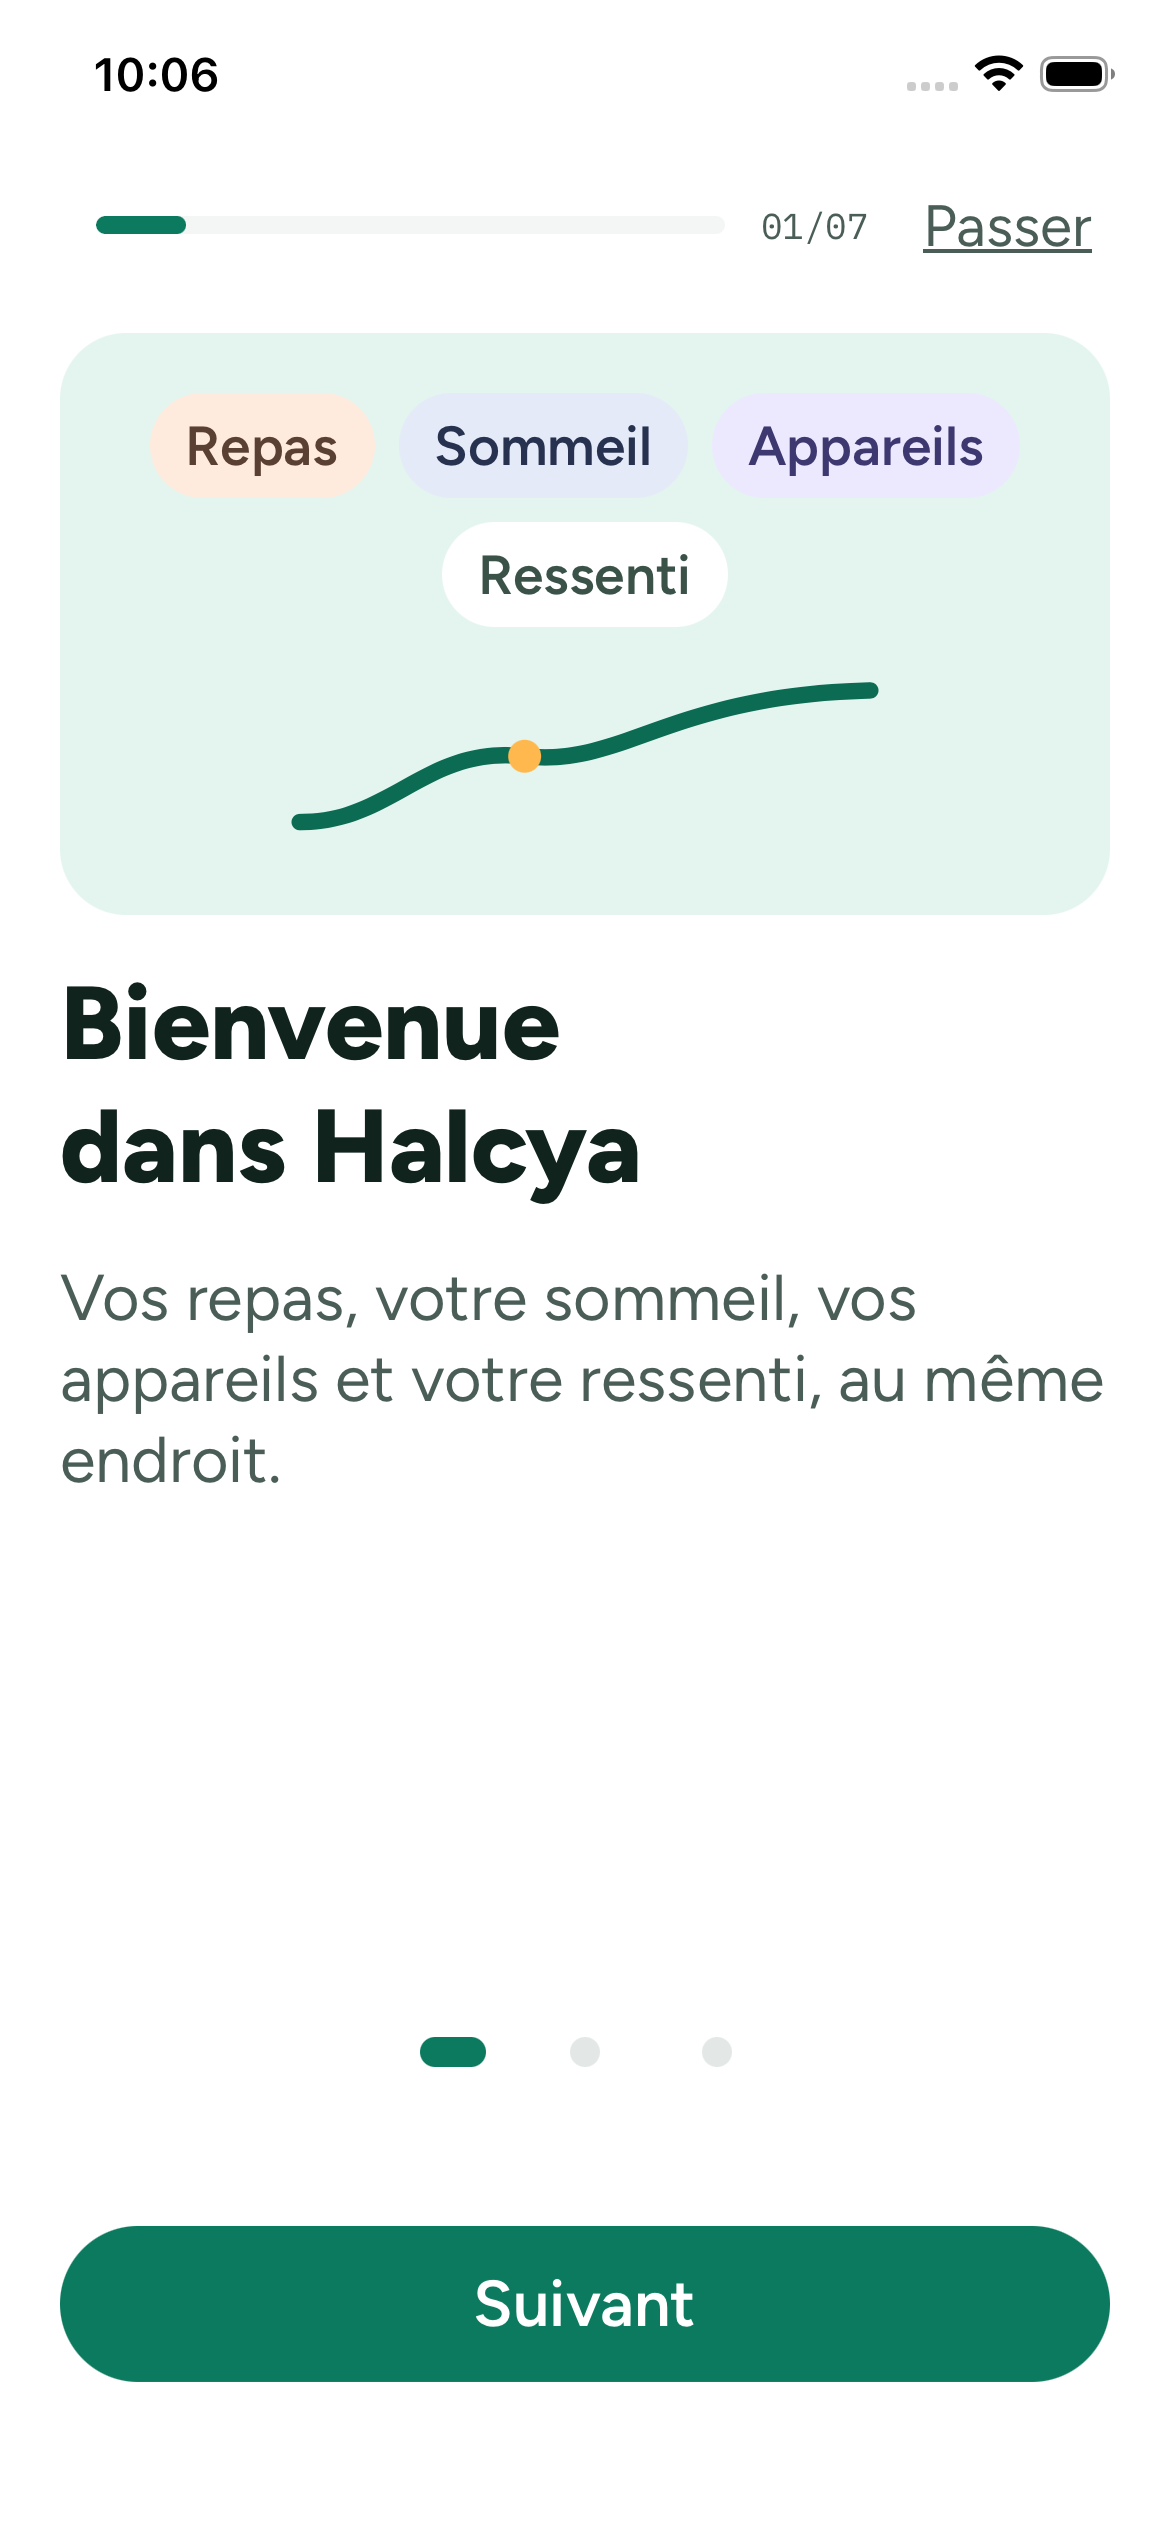 10:06
01/07 Passer
Repas Sommeil Appareils
Ressenti
Bienvenue
dans Halcya
Vos repas, votre sommeil, vos
appareils et votre ressenti, au même
endroit.
Suivant